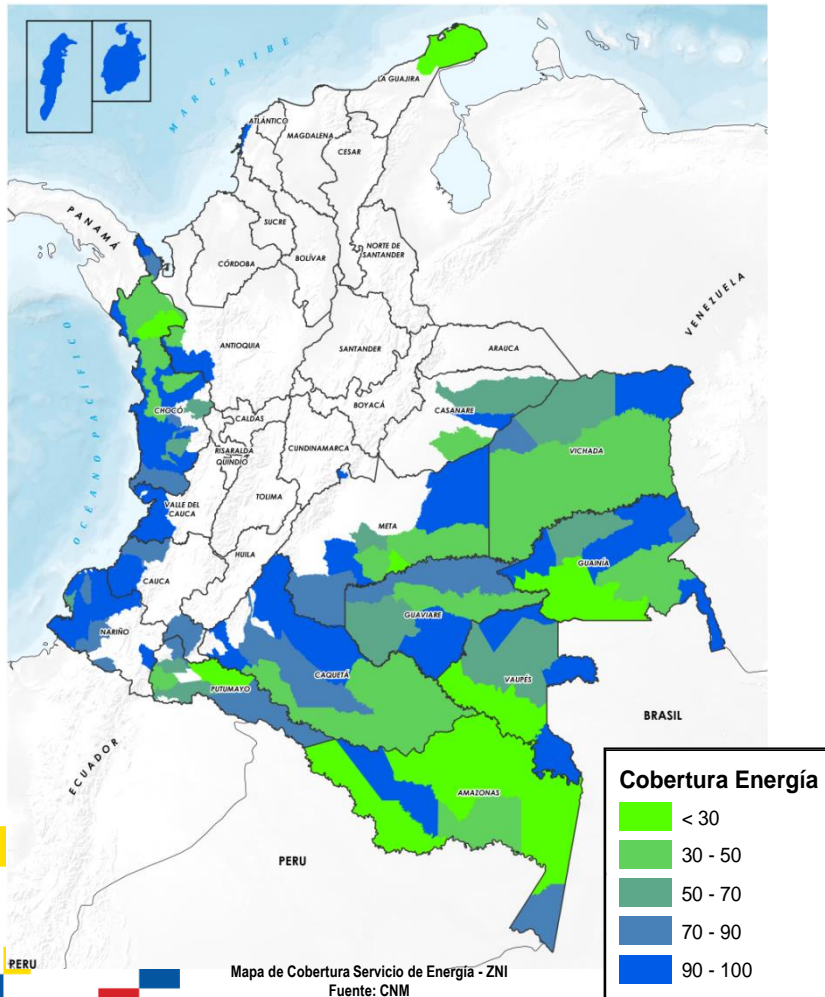 MAR CARIBE
LA GUAJIRA
ATLÁNTICO
MAGDALENA
CESAR
PANAMÁ
SUCRE
BOLÍVAR
CÓRDOBA
NORTE DE
SANTANDER
VENEZUELA
OCÉANO PACÍFICO
ANTIOQUIA
SANTANDER
ARAUCA
CHOCÓ
CALDAS
BOYACÁ
CASANARE
RISARALDA
QUINDÍO
CUNDINAMARCA
VICHADA
VALLE DEL
CAUCA
TOLIMA
META
HUILA
CAUCA
GUAINÍA
GUAVIARE
NARIÑO
CAQUETÁ
VAUPÉS
PUTUMAYO
BRASIL
ECUADOR
AMAZONAS
PERU
PERU
Cobertura Energía
< 30
30 - 50
50 - 70
70 - 90
90 - 100
Mapa de Cobertura Servicio de Energía - ZNI
Fuente: CNM